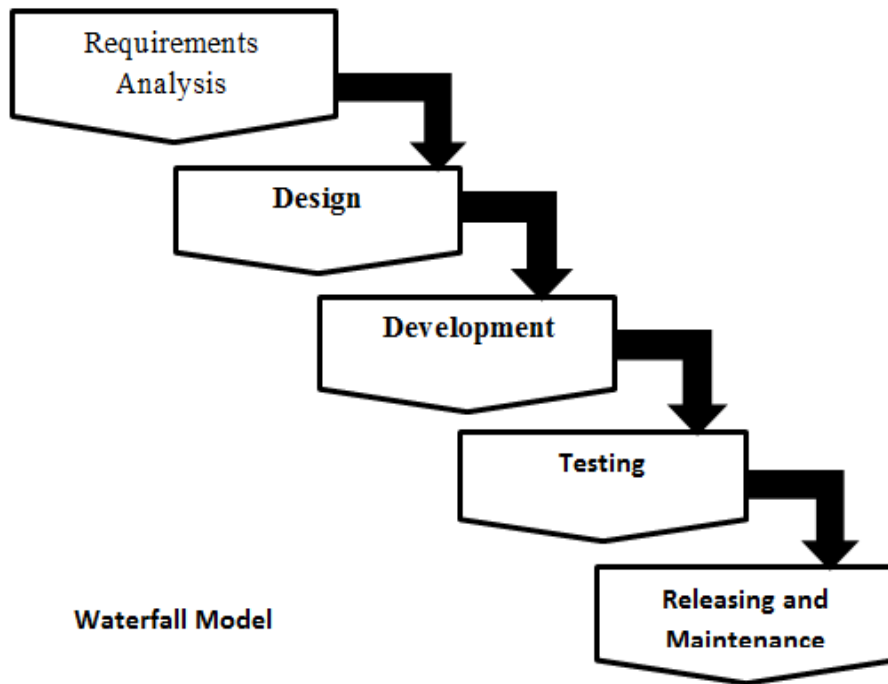 Requirements
Analysis
Design
Development
Testing
Releasing and
Maintenance
Waterfall Model